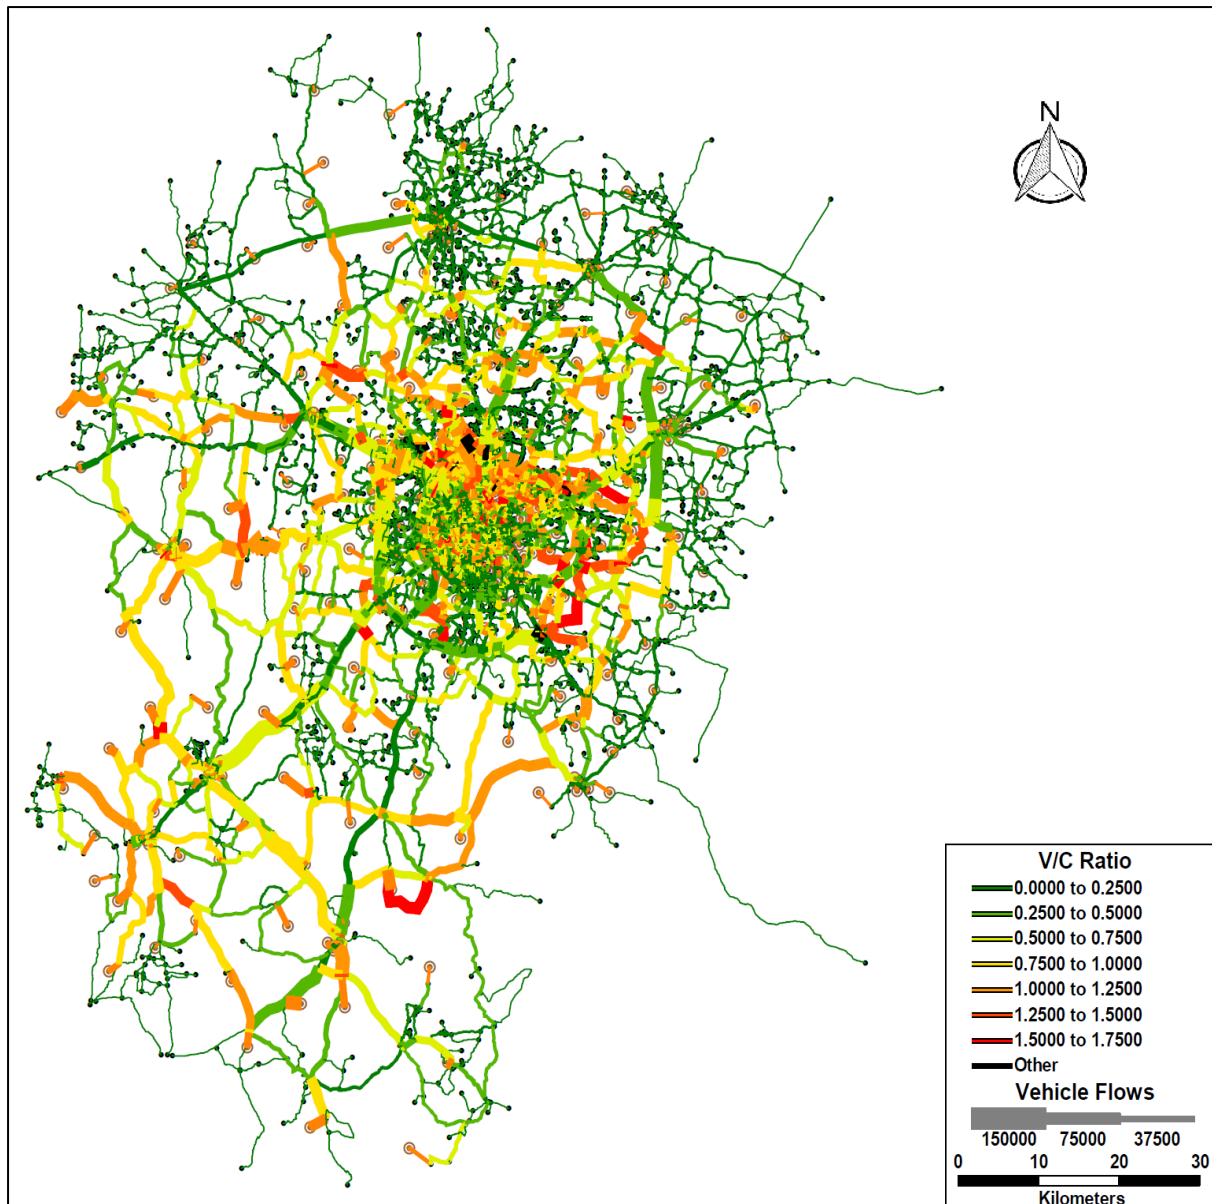 N
V/C Ratio
0.0000 to 0.2500
0.2500 to 0.5000
0.5000 to 0.7500
0.7500 to 1.0000
1.0000 to 1.2500
1.2500 to 1.5000
1.5000 to 1.7500
Other
Vehicle Flows
150000 75000 37500
0 10 20 30
Kilometers